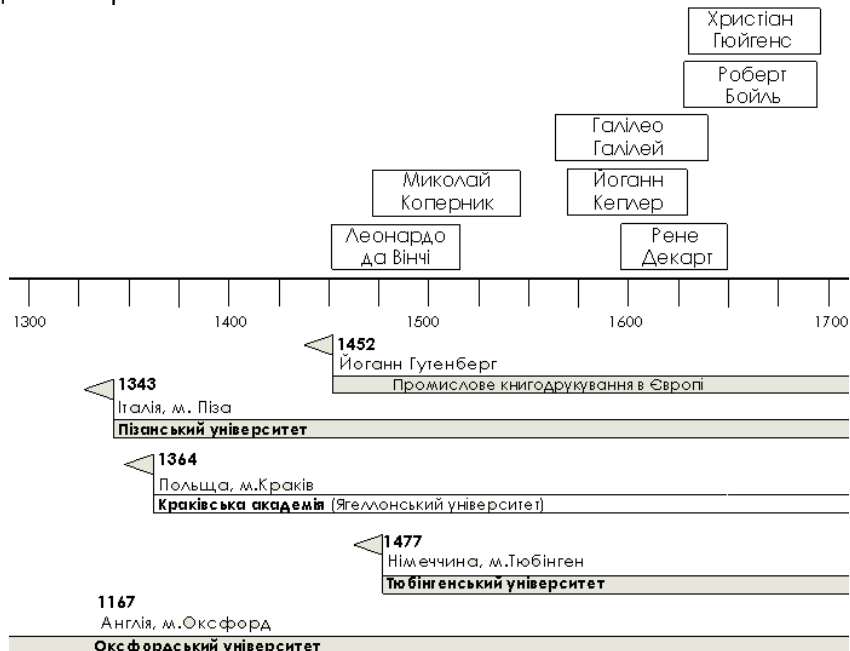 Христіан
Гюйгенс
Роберт
Бойль
Галілео
Галілей
Миколай
Коперник
Йоганн
Кеплер
Леонардо
да Вінчі
Рене
Декарт
1300 1400 1500 1600 1700
1452
Йоганн Гутенберг
Промислове книгодрукування в Європі
1343
Італія, м. Піза
Пізанський університет
1364
Польща, м.Краків
Краківська академія (Ягеллонський університет)
1477
Німеччина, м.Тюбінген
Тюбінгенський університет
1167
Англія, м.Оксфорд
Оксфордський університет